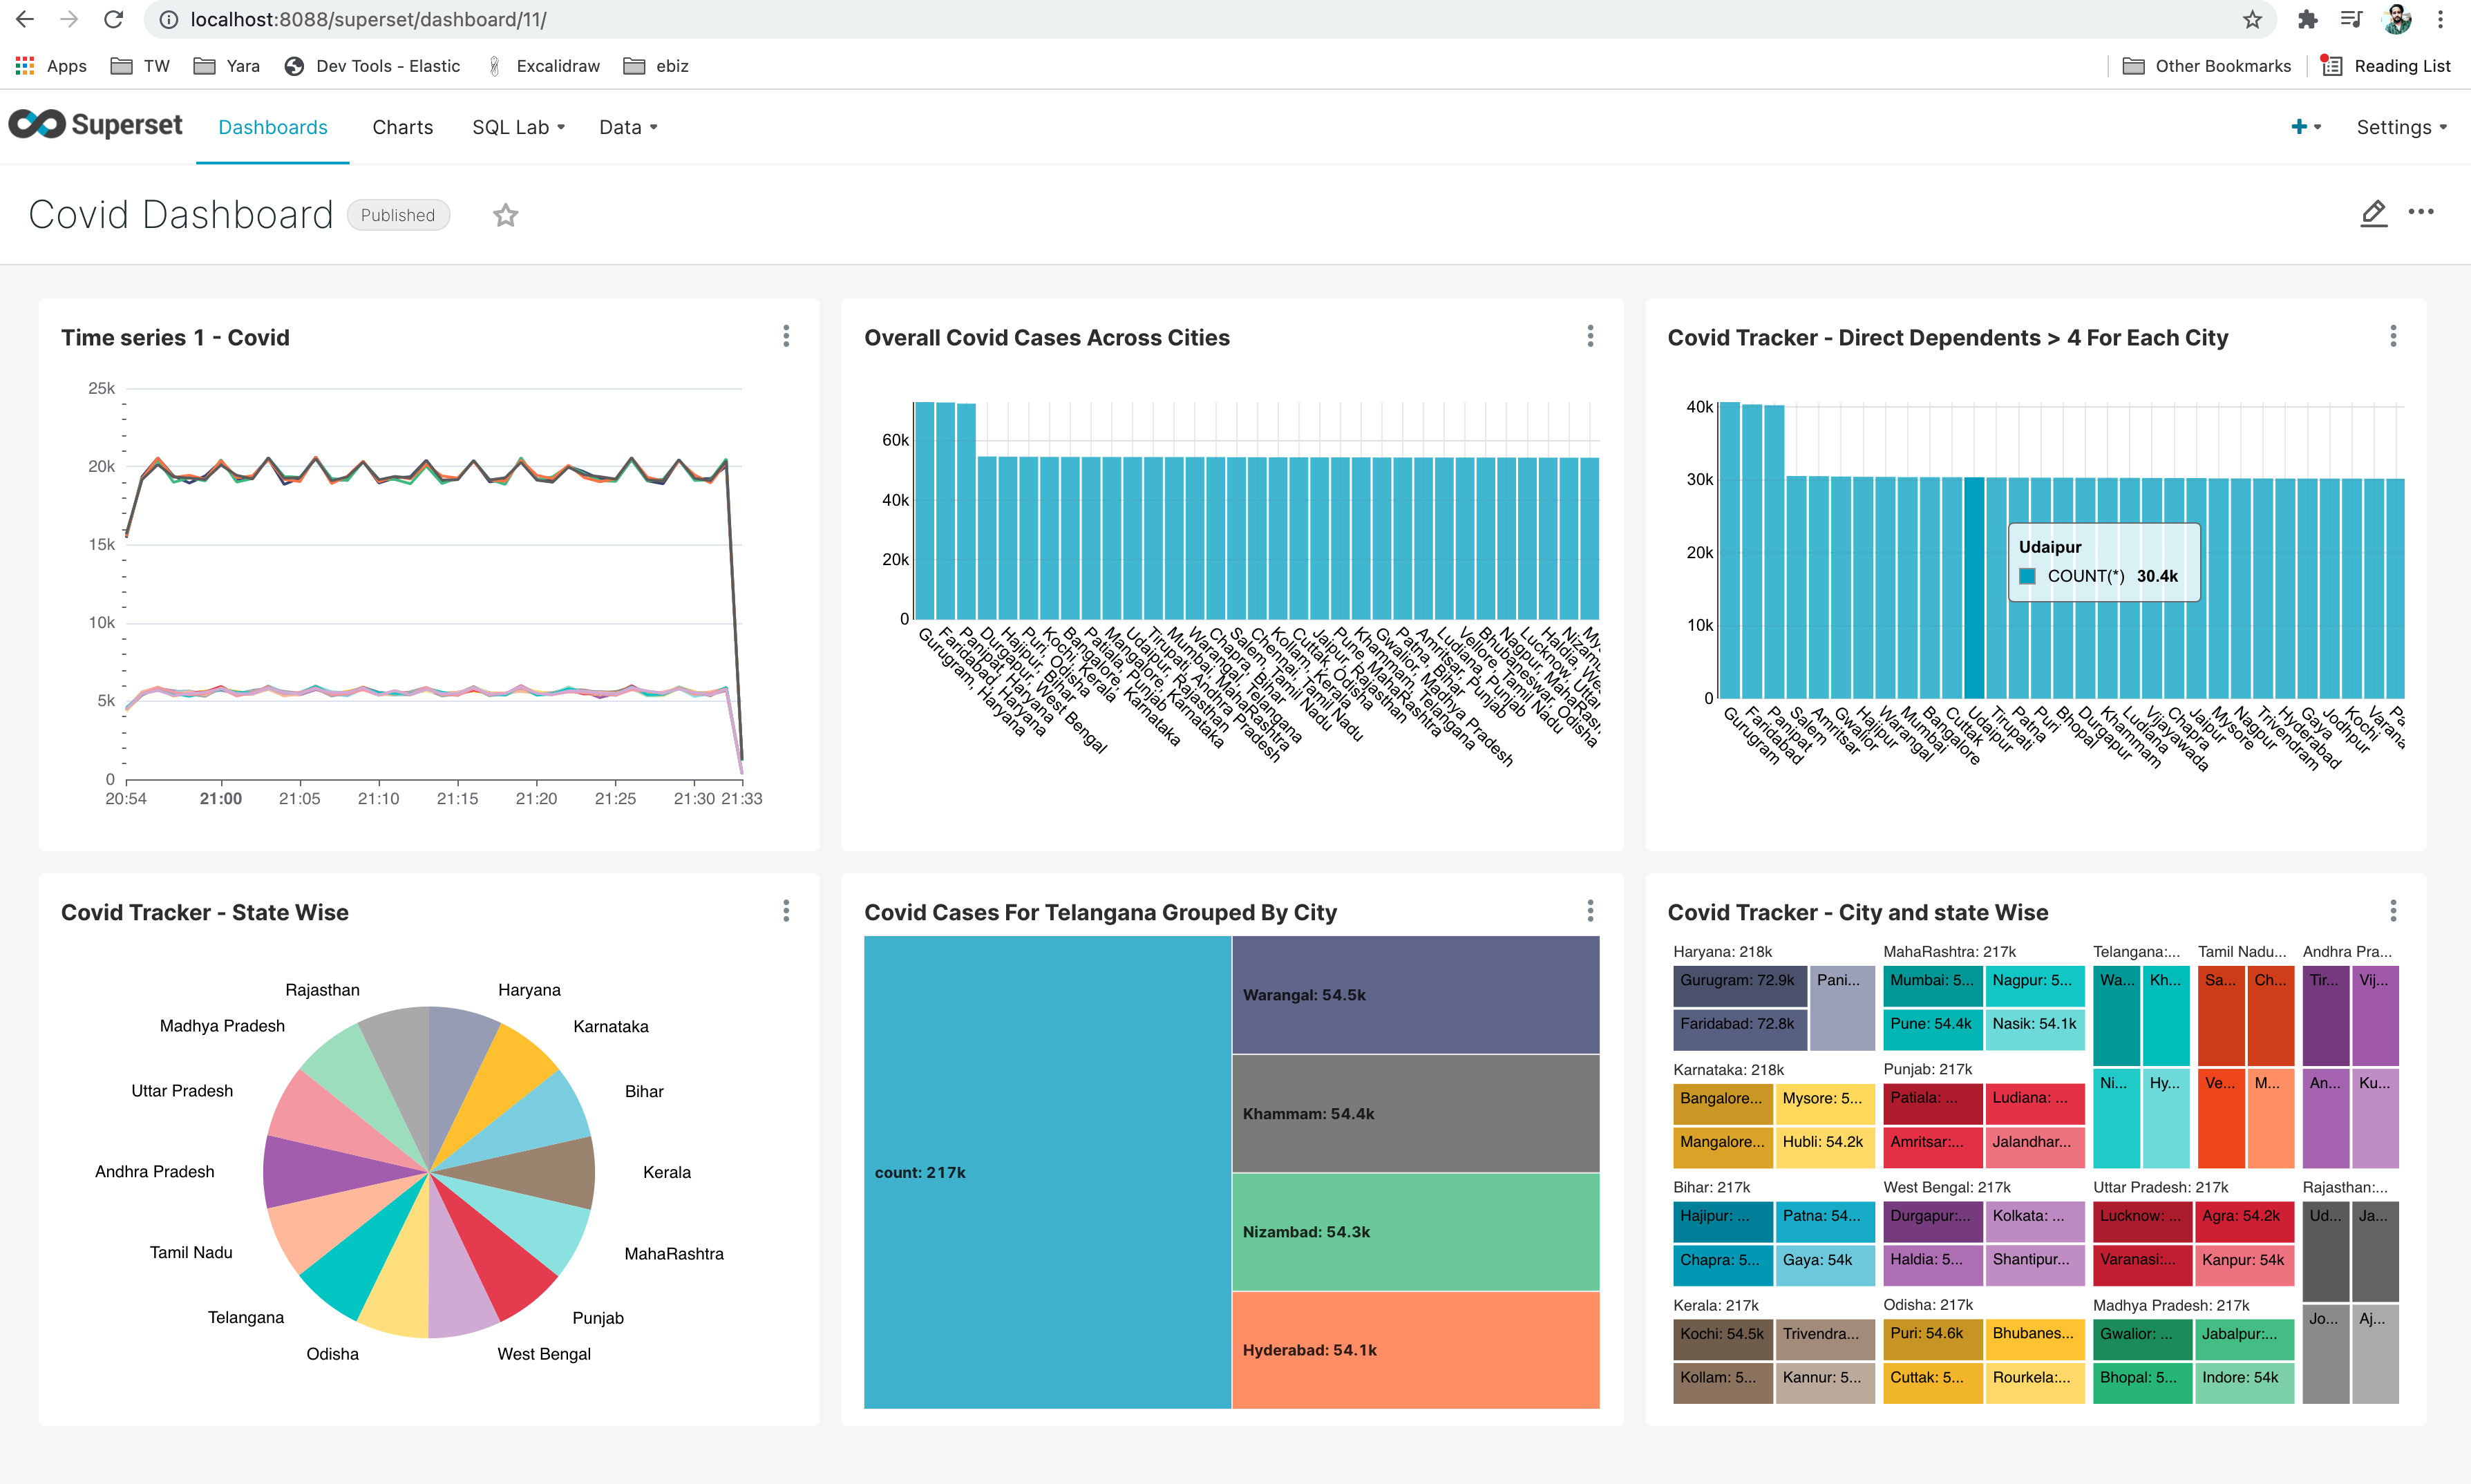 localhost:8088/superset/dashboard/11/
Apps TW Yara Dev Tools - Elastic Excalidraw ebiz Other Bookmarks Reading List
Superset Dashboards Charts SQL Lab Data Settings
Covid Dashboard Published
Time series 1 - Covid
25k
20k
15k
10k
5k
0
20:54 21:00 21:05 21:10 21:15 21:20 21:25 21:30 21:33
Overall Covid Cases Across Cities
60k
40k
20k
0
Gurugram, Haryana
Faridabad, Haryana
Panipat, Haryana
Durgapur, West Bengal
Hajipur, Bihar
Puri, Odisha
Kochi, Kerala
Bangalore, Karnataka
Patiala, Punjab
Mangalore, Karnataka
Udaipur, Rajasthan
Tirupati, Andhra Pradesh
Mumbai, MahaRashtra
Warangal, Telangana
Chapra, Bihar
Salem, Tamil Nadu
Chennai, Tamil Nadu
Kollam, Kerala
Cuttak, Odisha
Jaipur, Rajasthan
Pune, MahaRashtra
Khammam, Telangana
Gwalior, Madhya Pradesh
Patna, Bihar
Amritsar, Punjab
Ludiana, Punjab
Vellore, Tamil Nadu
Bhubaneswar, Odisha
Nagpur, MahaRash
Lucknow, Uttar
Haldia, We
Nizam
My
Covid Tracker - Direct Dependents > 4 For Each City
40k
30k
20k
10k
0
Udaipur
COUNT(*) 30.4k
Gurugram
Faridabad
Panipat
Salem
Amritsar
Gwalior
Hajipur
Warangal
Mumbai
Bangalore
Cuttak
Udaipur
Tirupati
Patna
Puri
Bhopal
Durgapur
Khammam
Ludiana
Vijayawada
Chapra
Jaipur
Mysore
Nagpur
Trivendram
Hyderabad
Gaya
Jodhpur
Kochi
Varana
Pa
Covid Tracker - State Wise
Rajasthan Haryana
Madhya Pradesh Karnataka
Uttar Pradesh Bihar
Andhra Pradesh Kerala
Tamil Nadu MahaRashtra
Telangana Punjab
Odisha West Bengal
Covid Cases For Telangana Grouped By City
count: 217k
Warangal: 54.5k
Khammam: 54.4k
Nizambad: 54.3k
Hyderabad: 54.1k
Covid Tracker - City and state Wise
Haryana: 218k MahaRashtra: 217k Telangana:... Tamil Nadu... Andhra Pra...
Gurugram: 72.9k Pani... Mumbai: 5... Nagpur: 5... Wa... Kh... Sa... Ch... Tir... Vij...
Faridabad: 72.8k Pune: 54.4k Nasik: 54.1k
Karnataka: 218k Punjab: 217k
Bangalore... Mysore: 5... Patiala: ... Ludiana: ... Ni... Hy... Ve... M... An... Ku...
Mangalore... Hubli: 54.2k Amritsar:... Jalandhar...
Bihar: 217k West Bengal: 217k Uttar Pradesh: 217k Rajasthan:...
Hajipur: ... Patna: 54... Durgapur:... Kolkata: ... Lucknow: ... Agra: 54.2k Ud... Ja...
Chapra: 5... Gaya: 54k Haldia: 5... Shantipur... Varanasi:... Kanpur: 54k
Kerala: 217k Odisha: 217k Madhya Pradesh: 217k
Kochi: 54.5k Trivendra... Puri: 54.6k Bhubanes... Gwalior: ... Jabalpur:... Jo... Aj...
Kollam: 5... Kannur: 5... Cuttak: 5... Rourkela:... Bhopal: 5... Indore: 54k